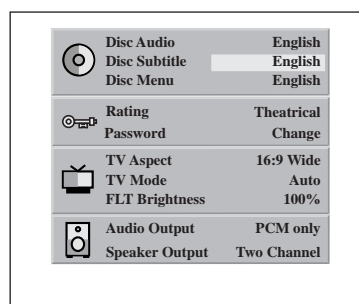 Disc Audio English
Disc Subtitle English
Disc Menu English
Rating Theatrical
Password Change
TV Aspect 16:9 Wide
TV Mode Auto
FLT Brightness 100%
Audio Output PCM only
Speaker Output Two Channel